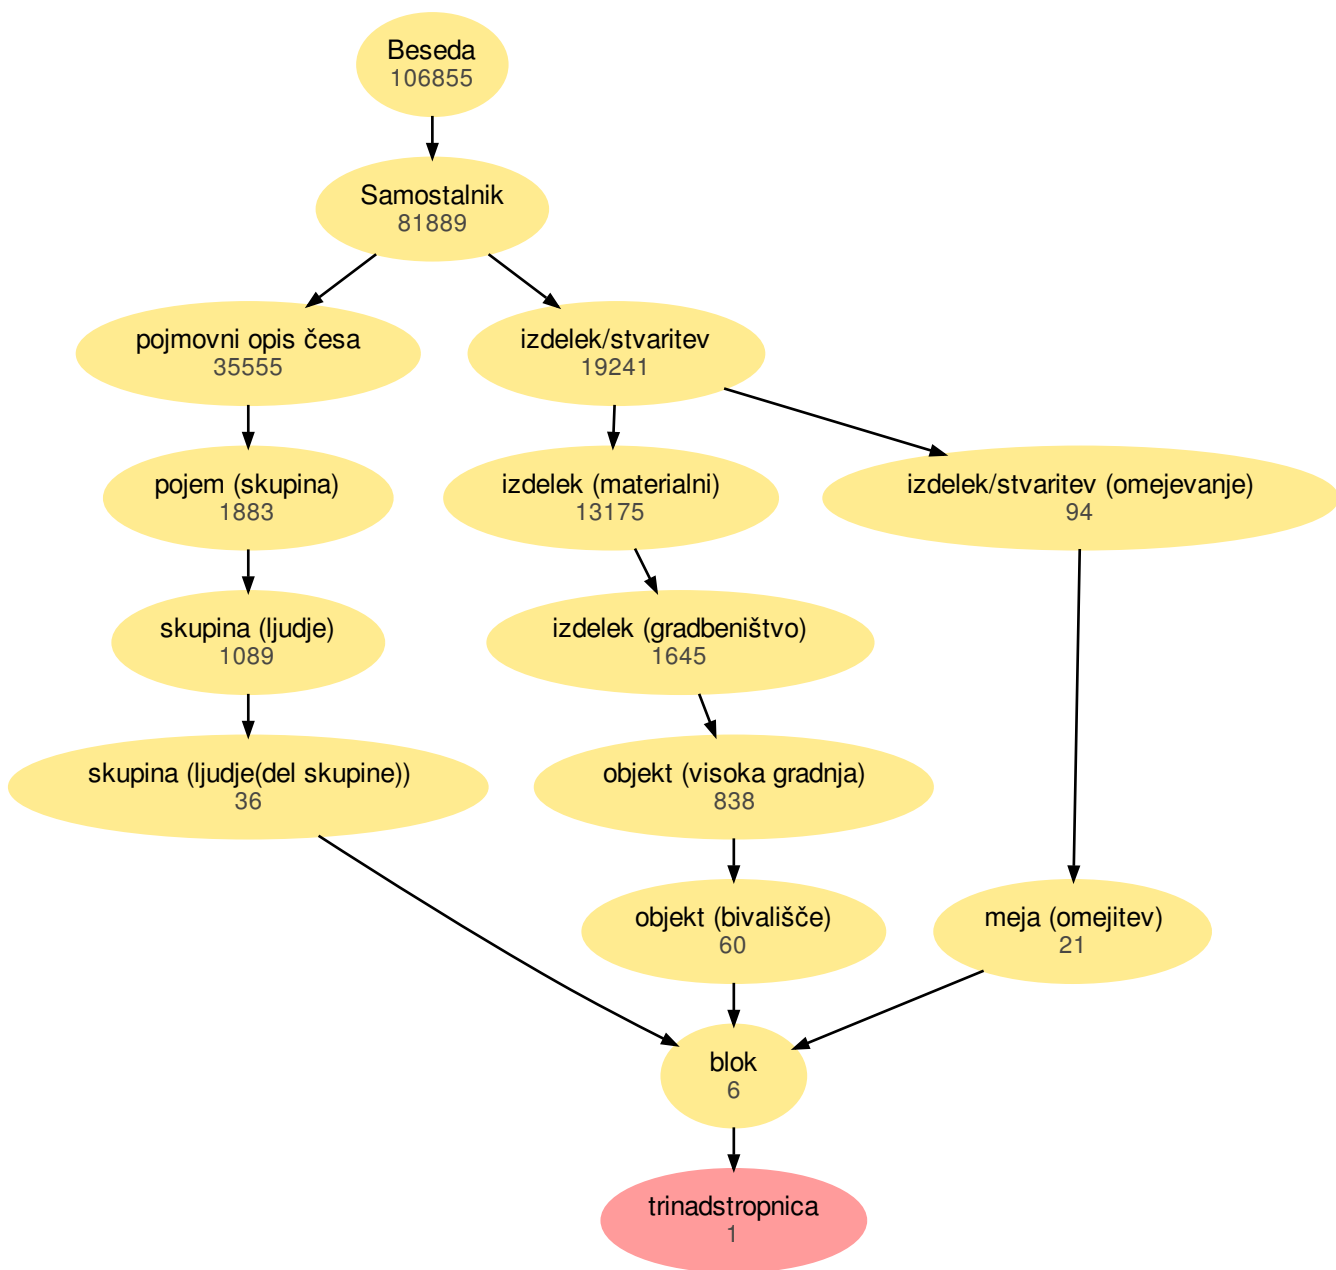 Beseda
106855
Samostalnik
81889
pojmovni opis česa
35555
izdelek/stvaritev
19241
pojem (skupina)
1883
izdelek (materialni)
13175
izdelek/stvaritev (omejevanje)
94
skupina (ljudje)
1089
izdelek (gradbeništvo)
1645
skupina (ljudje(del skupine))
36
objekt (visoka gradnja)
838
objekt (bivališče)
60
meja (omejitev)
21
blok
6
trinadstropnica
1